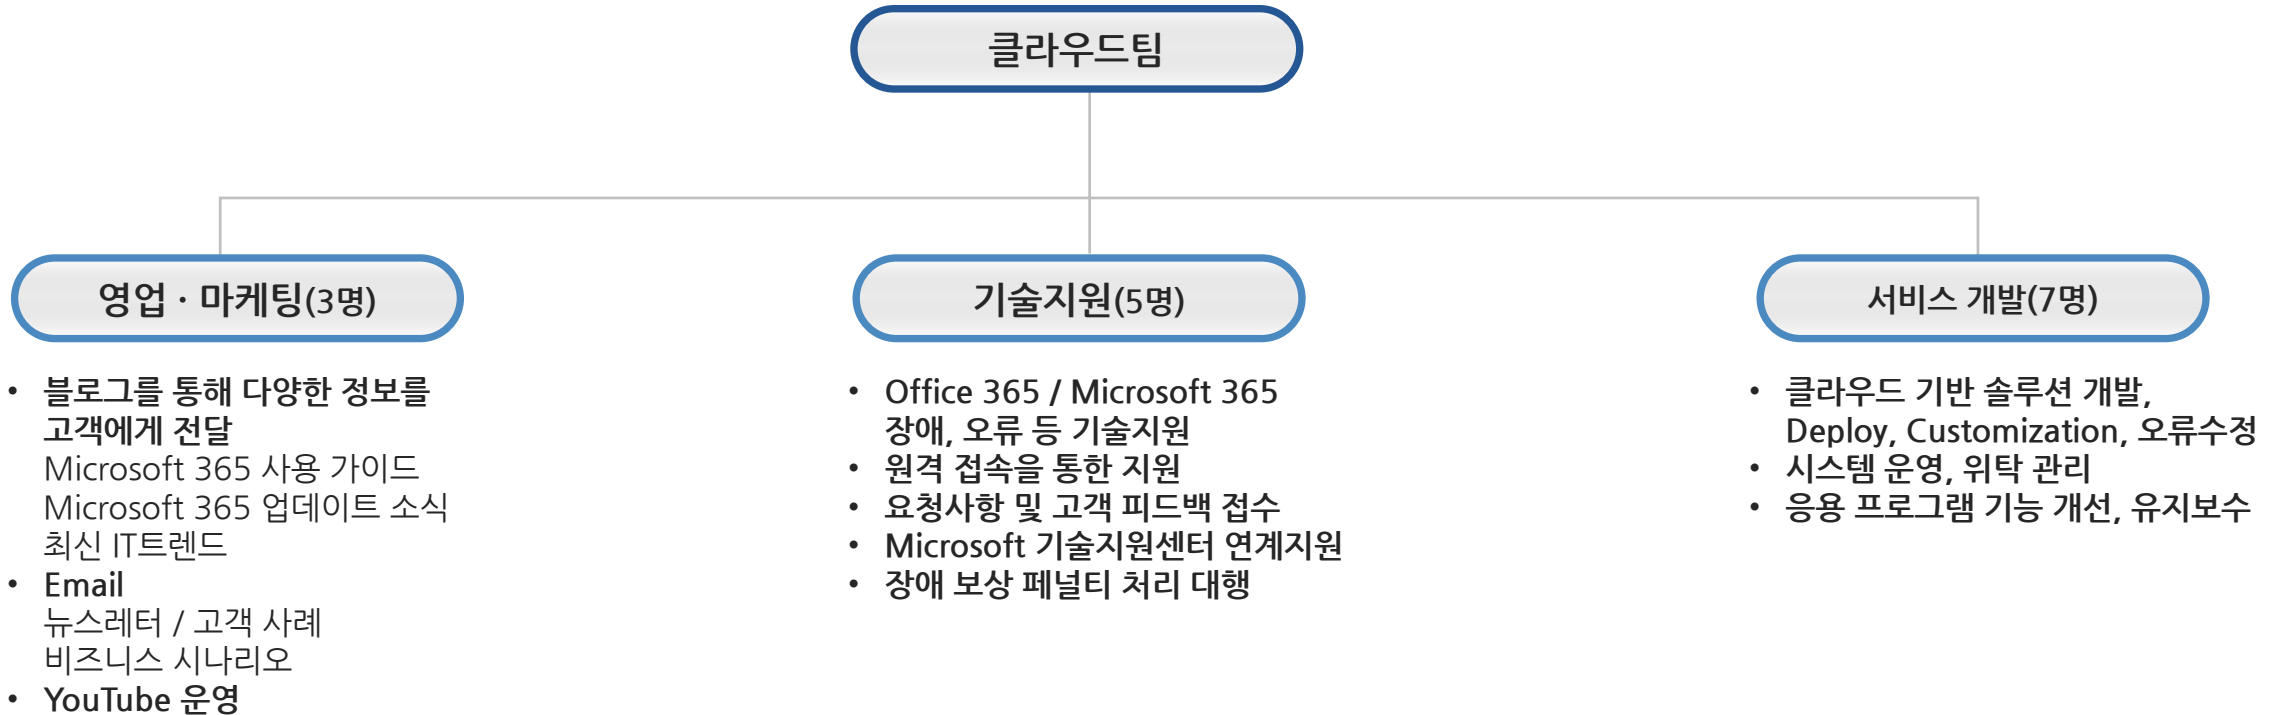 클라우드팀
영업 · 마케팅(3명)
• 블로그를 통해 다양한 정보를
고객에게 전달
Microsoft 365 사용 가이드
Microsoft 365 업데이트 소식
최신 IT트렌드
• Email
뉴스레터 / 고객 사례
비즈니스 시나리오
• YouTube 운영
기술지원(5명)
• Office 365 / Microsoft 365
장애, 오류 등 기술지원
• 원격 접속을 통한 지원
• 요청사항 및 고객 피드백 접수
• Microsoft 기술지원센터 연계지원
• 장애 보상 페널티 처리 대행
서비스 개발(7명)
• 클라우드 기반 솔루션 개발,
Deploy, Customization, 오류수정
• 시스템 운영, 위탁 관리
• 응용 프로그램 기능 개선, 유지보수